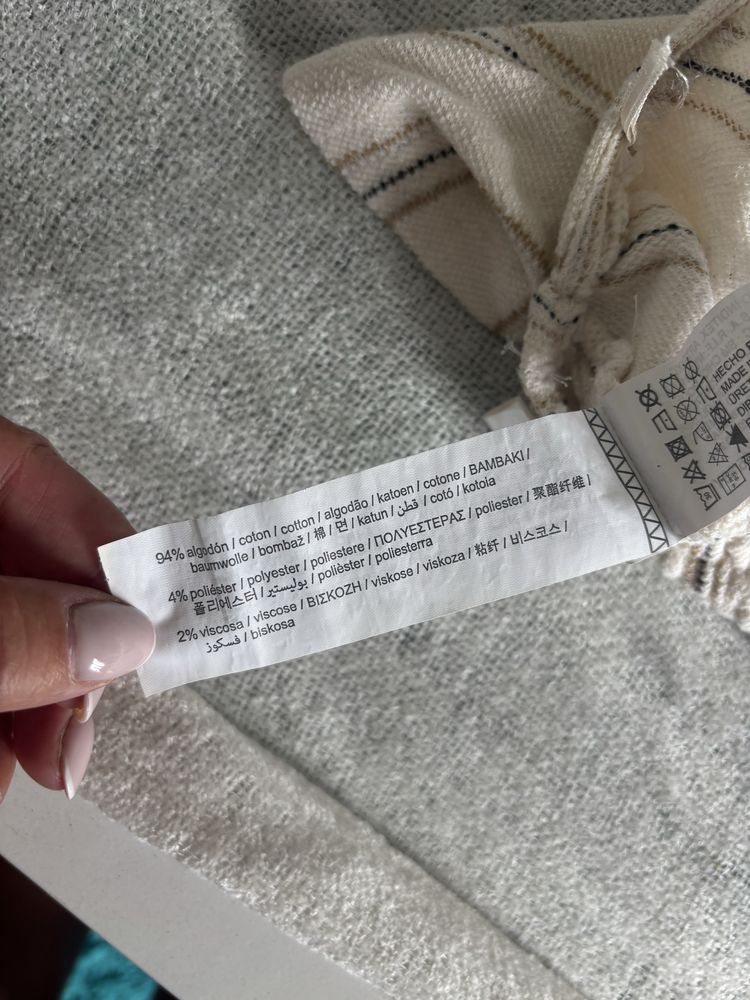 94% algodón / coton / cotton / algodão / katoen / cotone / ΒΑΜΒΑΚΙ /
baumwolle / bombaž / 棉 / 면 / katun / قطن / cotó / kotoia
4% poliéster / polyester / poliestere / ΠΟΛΥΕΣΤΕΡΑΣ / poliester / 聚酯纤维 /
폴리에스터 / بوليستير / polièster / poliesterra
2% viscosa / viscose / ΒΙΣΚΟΖΗ / viskose / viskoza / 粘纤 / 비스코스 /
فسكوز / biskosa
HECHO
MADE